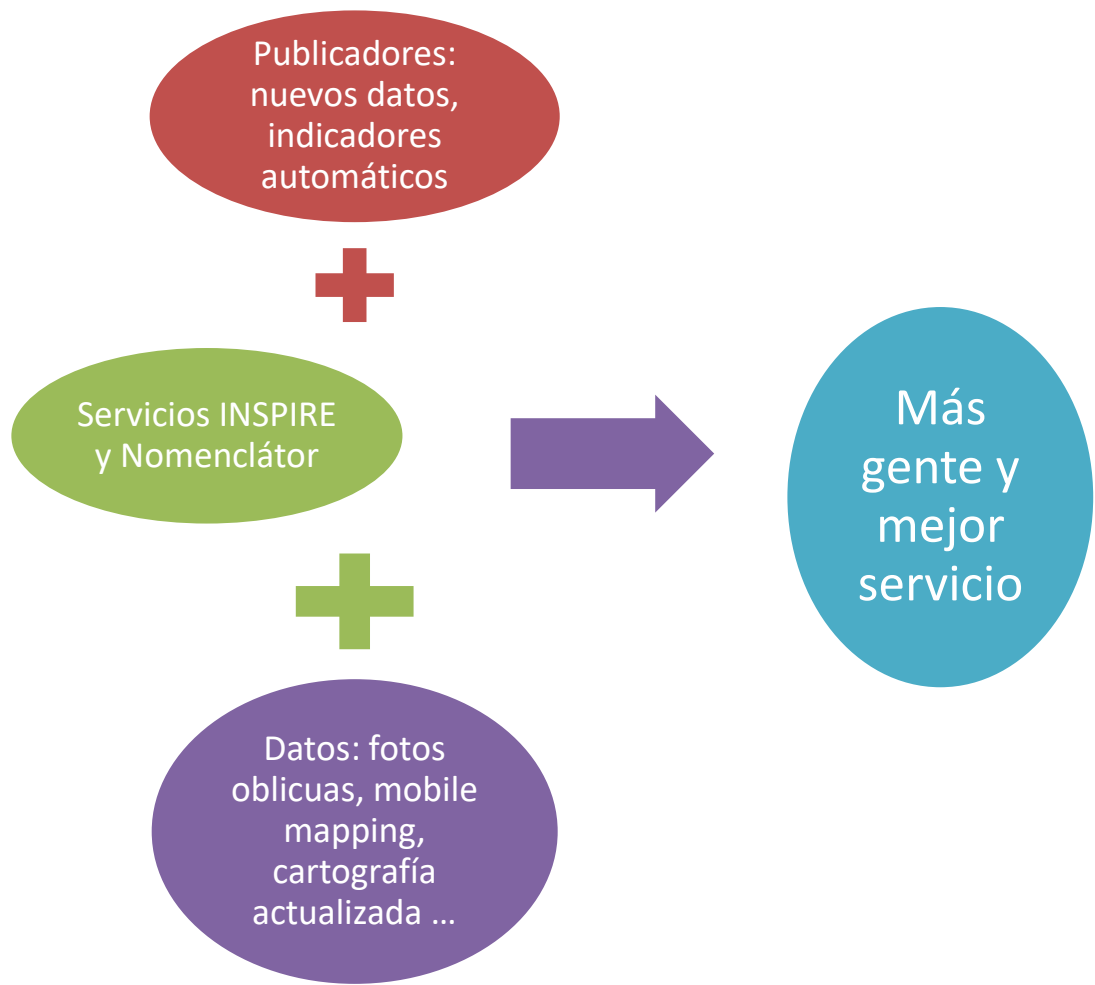 Publicadores:
nuevos datos,
indicadores
automáticos
Servicios INSPIRE
y Nomenclátor
Datos: fotos
oblicuas, mobile
mapping,
cartografía
actualizada ...
Más
gente y
mejor
servicio